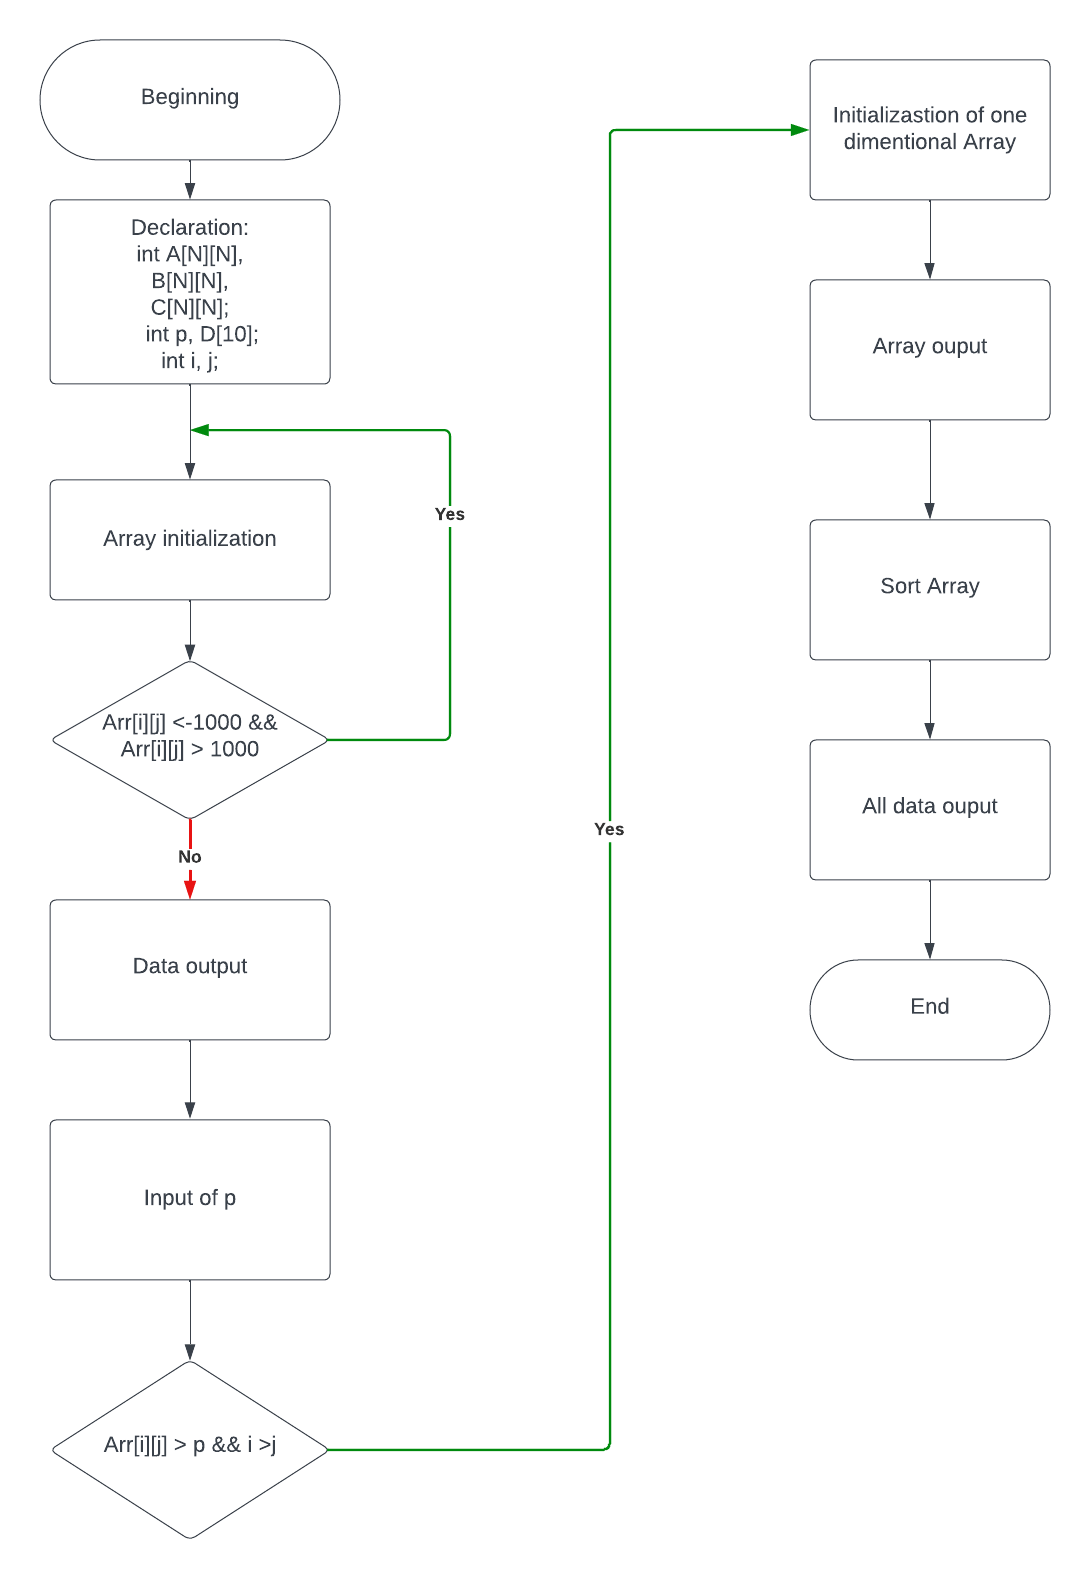 Beginning
Declaration:
int A[N][N],
B[N][N],
C[N][N];
int p, D[10];
int i, j;
Array initialization
Yes
Arr[i][j] <-1000 &&
Arr[i][j] > 1000
No
Data output
Input of p
Arr[i][j] > p && i >j
Yes
Initializastion of one
dimentional Array
Array ouput
Sort Array
All data ouput
End